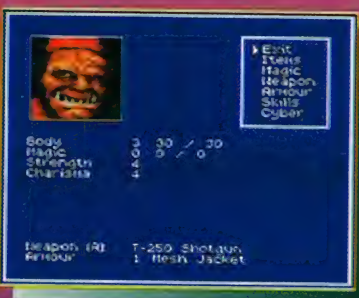 Exit
Items
Magic
Weapon
Armour
Skills
Cyber
Body 3 30 / 30
Magic 0 0 / 0
Strength 4
Charisma 4
Weapon (A) T-250 Shotgun
Armour 1 Mesh Jacket